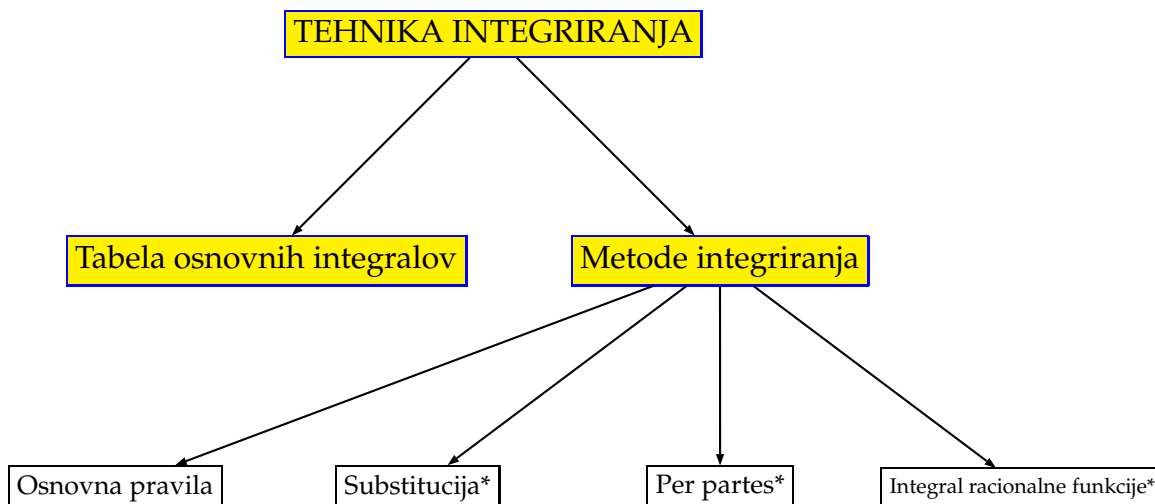 TEHNIKA INTEGRIRANJA
Tabela osnovnih integralov
Metode integriranja
Osnovna pravila
Substitucija*
Per partes*
Integral racionalne funkcije*